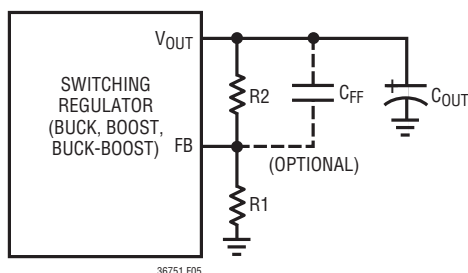 VOUT
SWITCHING
REGULATOR
(BUCK, BOOST,
BUCK-BOOST)
FB
R2
CFF
COUT
(OPTIONAL)
R1
36751 F05